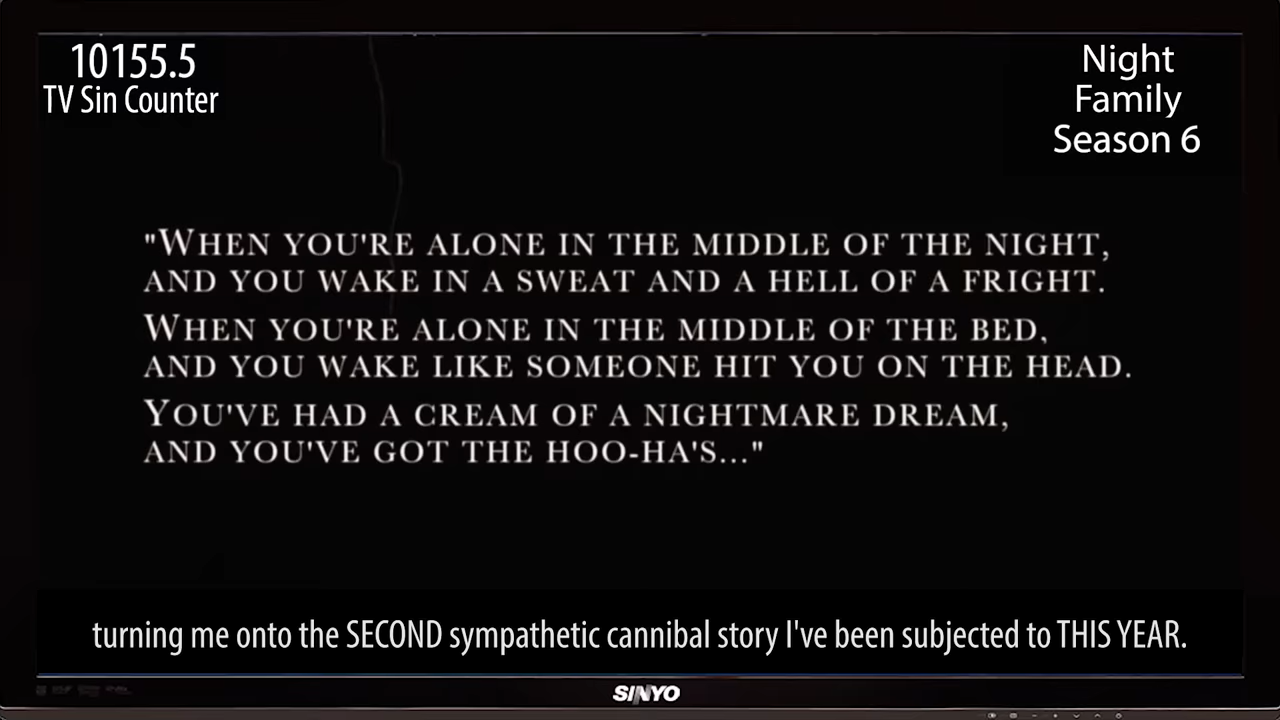 10155.5
TV Sin Counter
Night
Family
Season 6
"When you're alone in the middle of the night,
and you wake in a sweat and a hell of a fright.
When you're alone in the middle of the bed,
and you wake like someone hit you on the head.
You've had a cream of a nightmare dream,
and you've got the hoo-ha's..."
turning me onto the SECOND sympathetic cannibal story I've been subjected to THIS YEAR.
SINYO